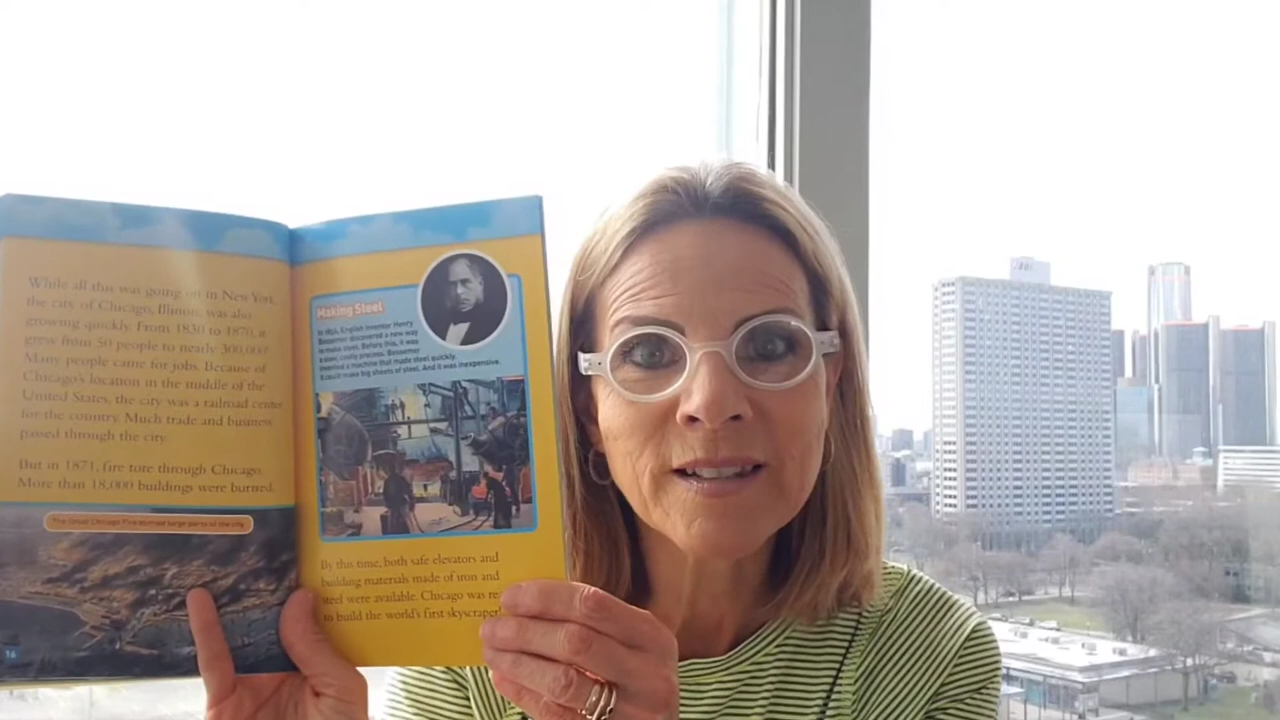 While all this was going on in New York,
the city of Chicago, Illinois, was also
growing quickly. From 1830 to 1870, it
grew from 50 people to nearly 300,000!
Many people came for jobs. Because of
Chicago's location in the middle of the
United States, the city was a railroad center
for the country. Much trade and business
passed through the city.
But in 1871, fire tore through Chicago.
More than 18,000 buildings were burned.
The Great Chicago Fire burned large parts of the city.
16
Making Steel
In 1856, English inventor Henry
Bessemer discovered a new way
to make steel. Before this, it was
a slow, costly process. Bessemer
invented a machine that made steel quickly.
It could make big sheets of steel. And it was inexpensive.
By this time, both safe elevators and
building materials made of iron and
steel were available. Chicago was re
to build the world's first skyscraper!